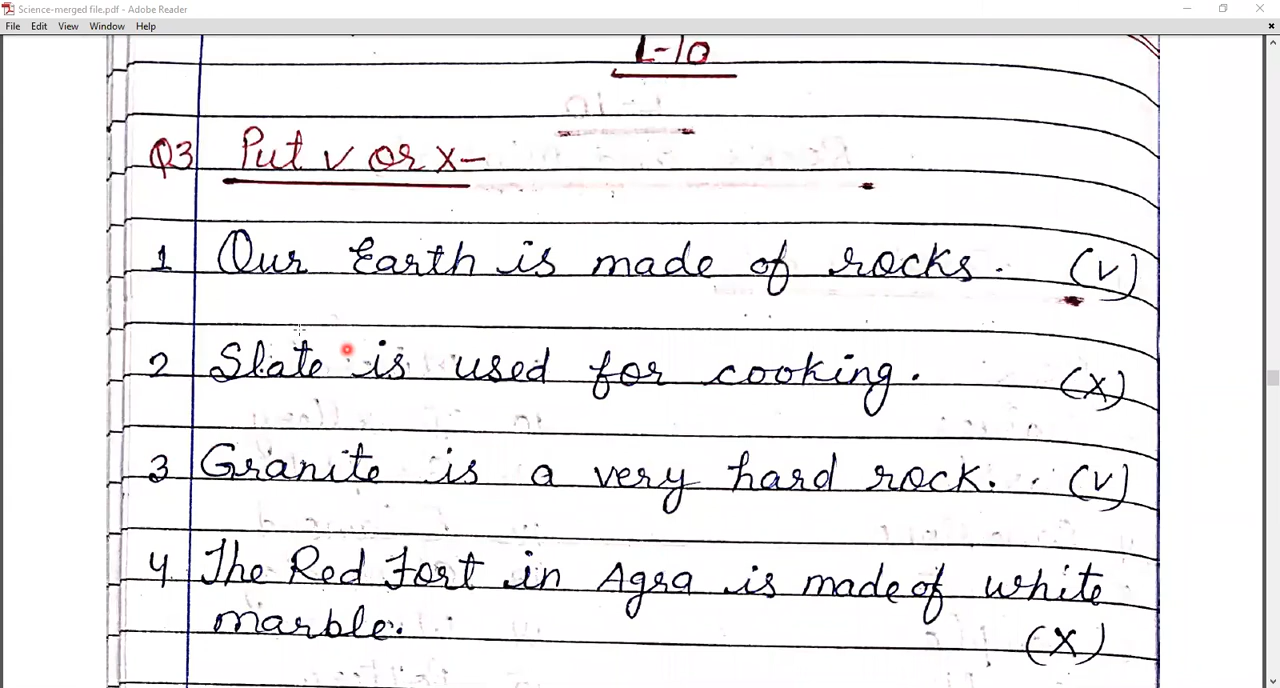 Science-merged file.pdf - Adobe Reader
File Edit View Window Help
L-10
Q3 Put v or x-
1 Our Earth is made of rocks. (v)
2 Slate is used for cooking. (x)
3 Granite is a very hard rock. (v)
4 The Red Fort in Agra is made of white
marble. (x)